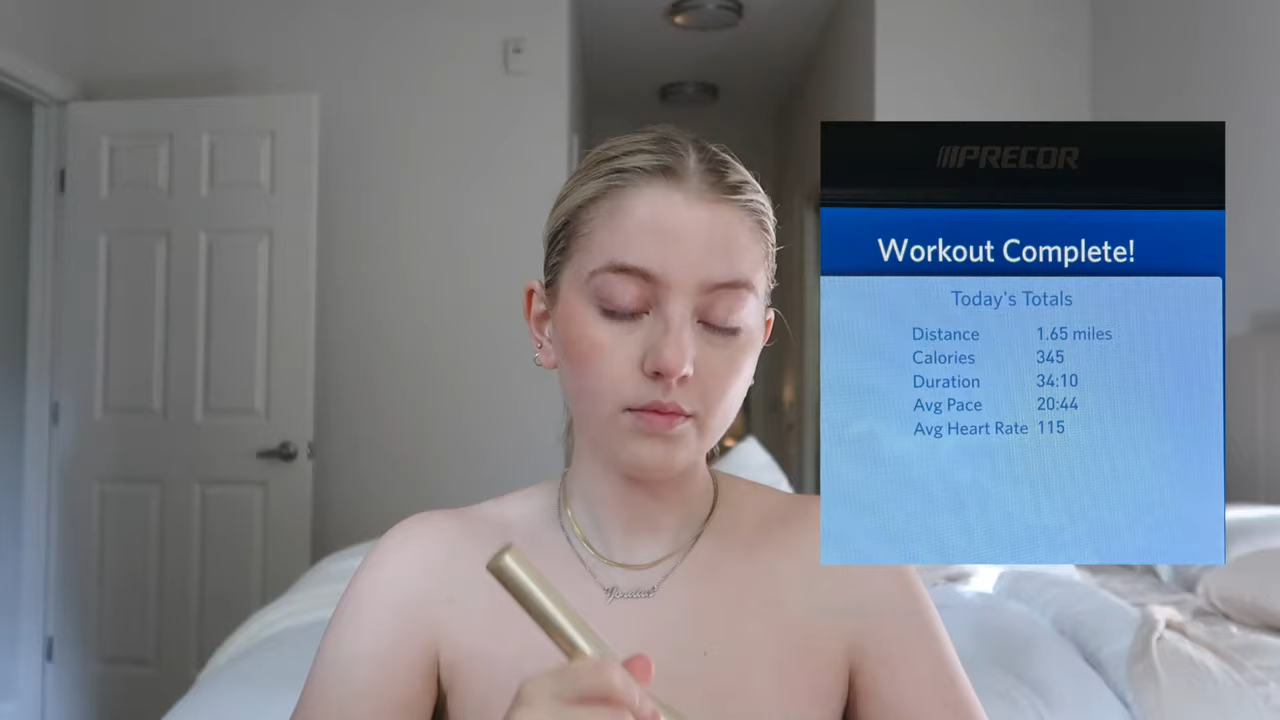 PRECOR
Workout Complete!
Today's Totals
Distance 1.65 miles
Calories 345
Duration 34:10
Avg Pace 20:44
Avg Heart Rate 115